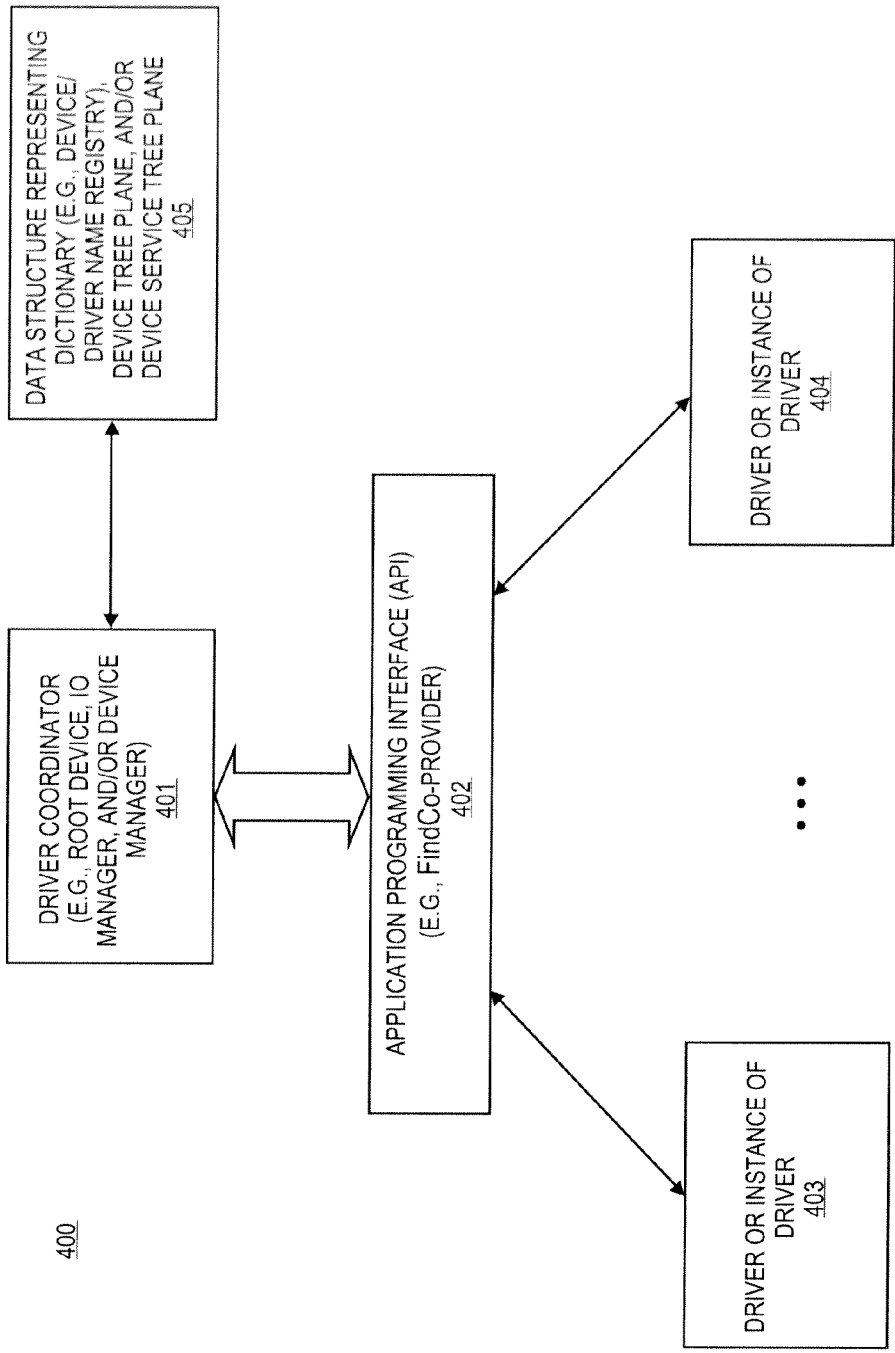 400
DRIVER COORDINATOR
(E.G., ROOT DEVICE, IO
MANAGER, AND/OR DEVICE
MANAGER)
401
DATA STRUCTURE REPRESENTING
DICTIONARY (E.G., DEVICE/
DRIVER NAME REGISTRY),
DEVICE TREE PLANE, AND/OR
DEVICE SERVICE TREE PLANE
405
APPLICATION PROGRAMMING INTERFACE (API)
(E.G., FindCo-PROVIDER)
402
DRIVER OR INSTANCE OF
DRIVER
403
DRIVER OR INSTANCE OF
DRIVER
404